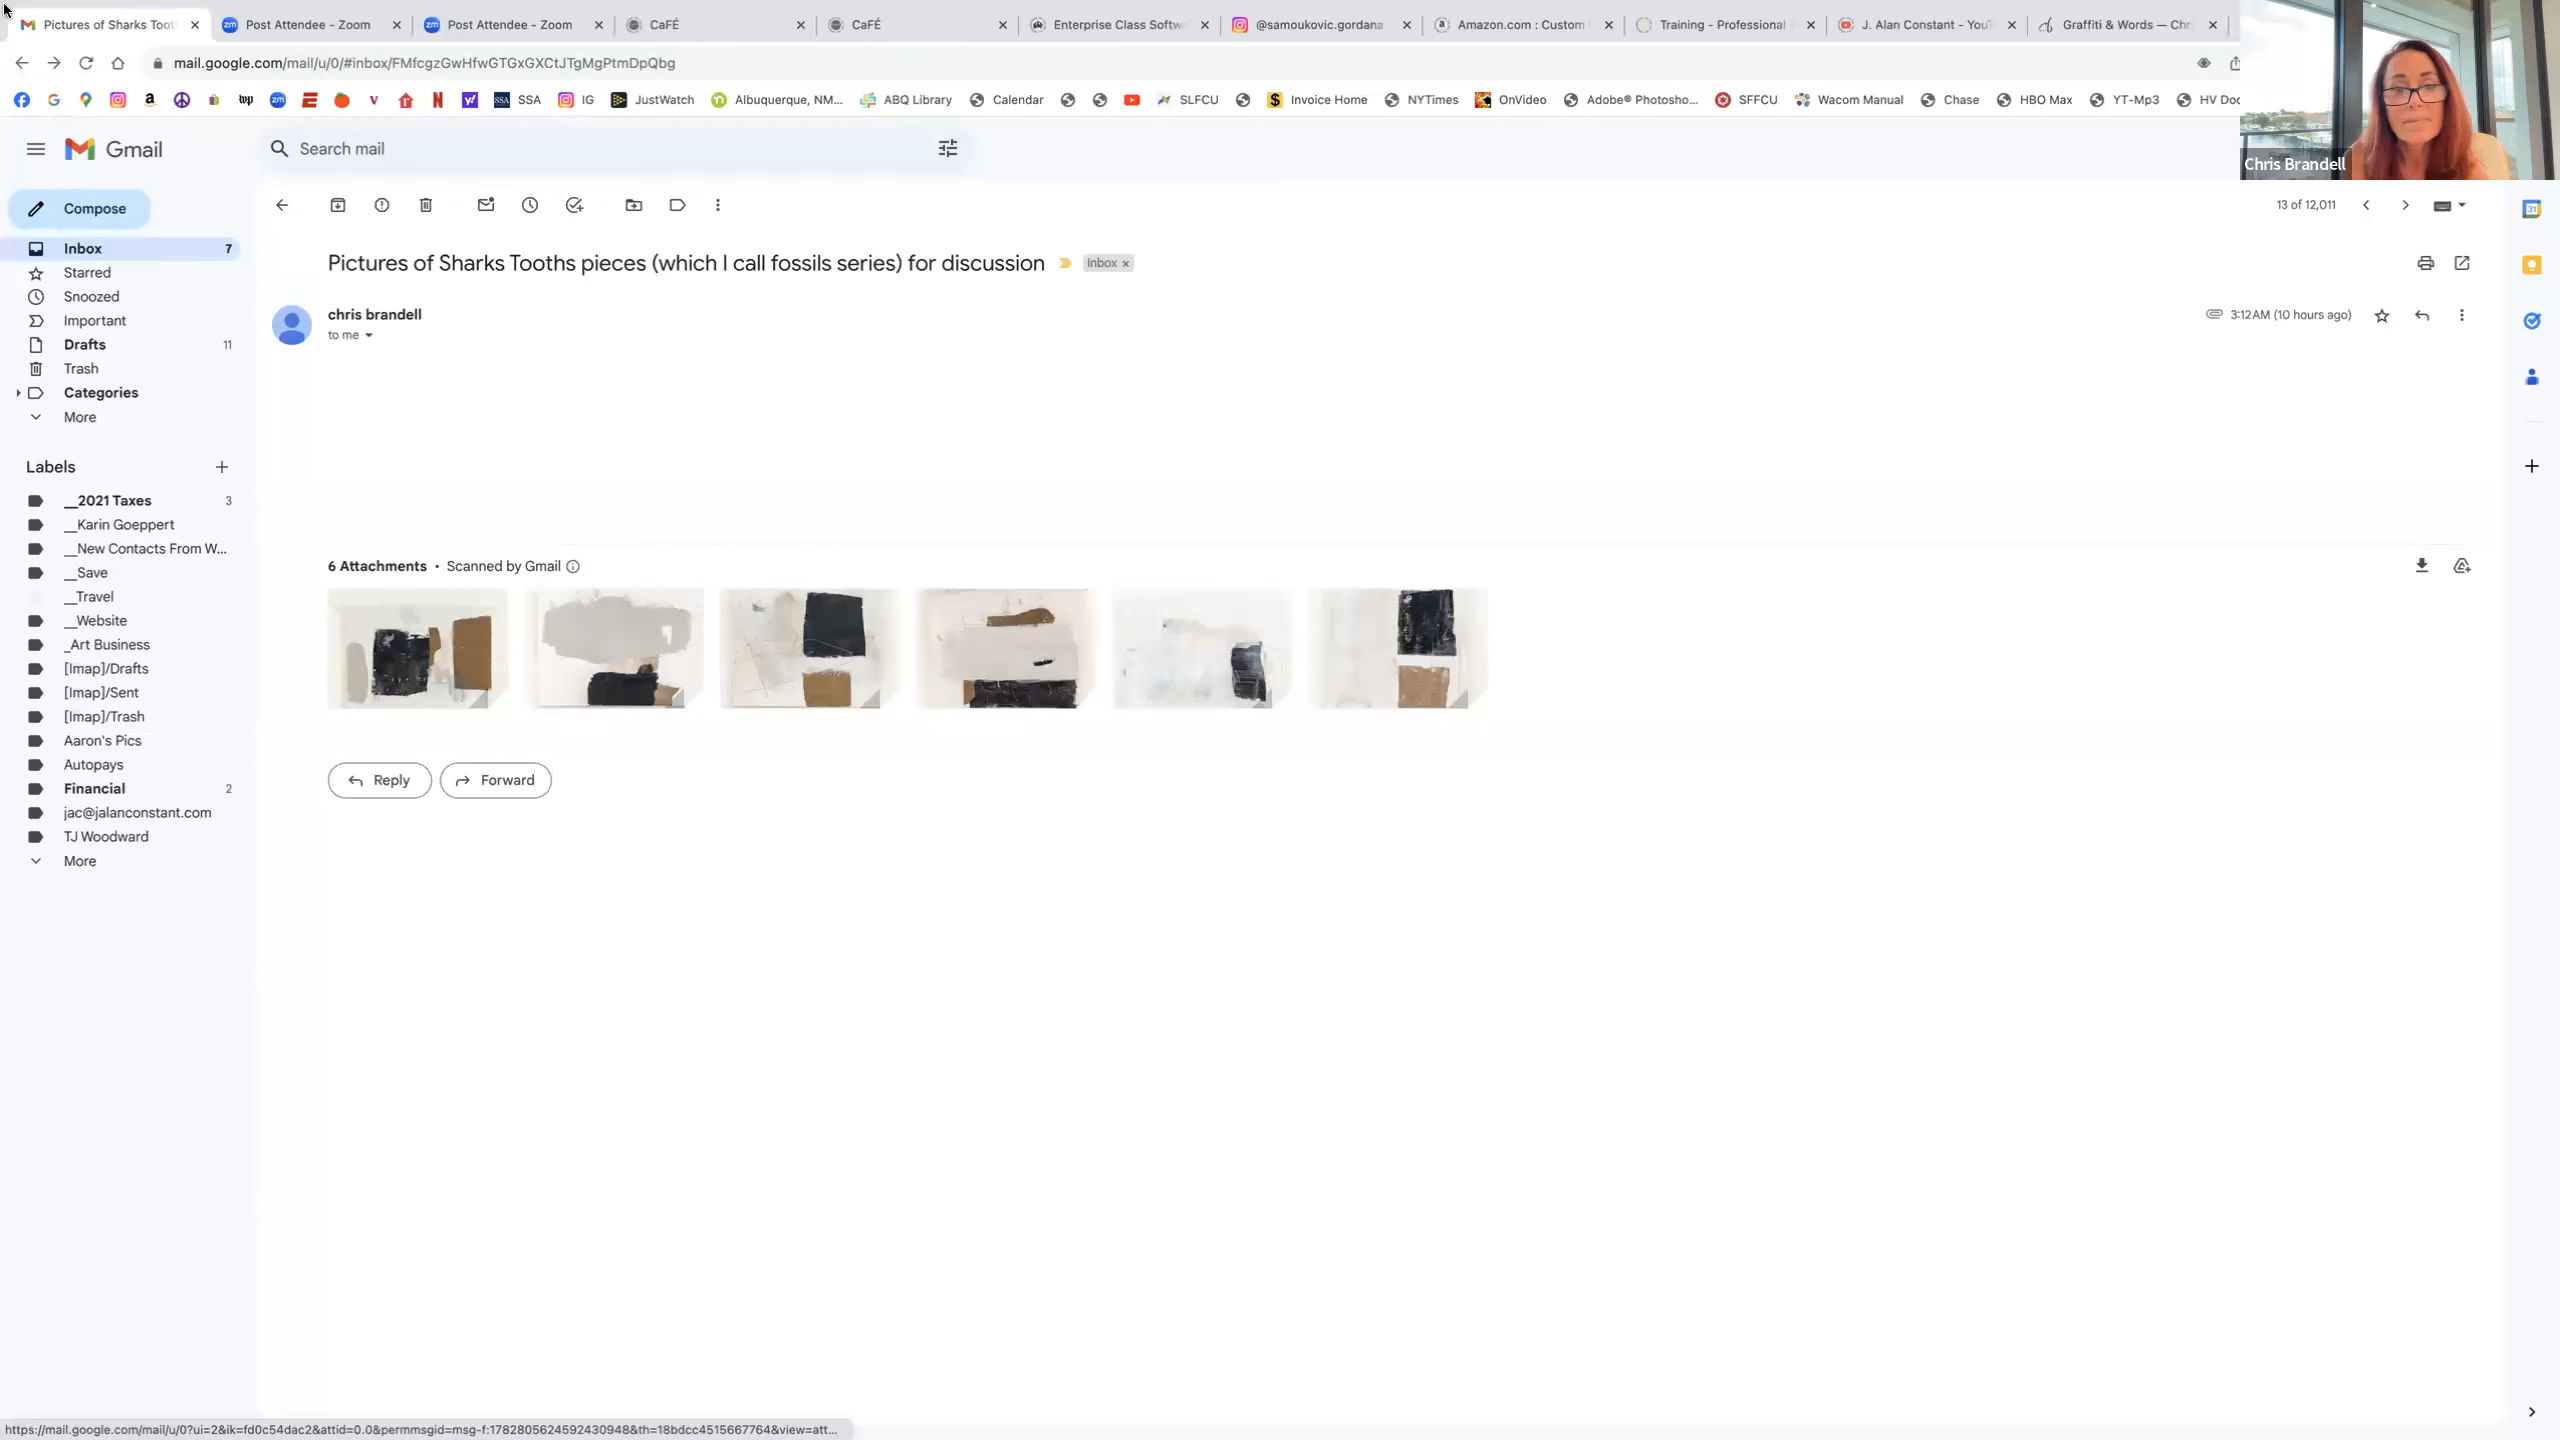 Pictures of Sharks Toot
Post Attendee - Zoom
Post Attendee - Zoom
CaFÉ
CaFÉ
Enterprise Class Softw
@samoukovic.gordana
Amazon.com : Custom
Training - Professional
J. Alan Constant - YouT
Graffiti & Words — Chr
mail.google.com/mail/u/0/#inbox/FMfcgzGwHfwGTGxGXCtJTgMgPtmDpQbg
SSA
IG
JustWatch
Albuquerque, NM...
ABQ Library
Calendar
SLFCU
Invoice Home
NYTimes
OnVideo
Adobe® Photosho...
SFFCU
Wacom Manual
Chase
HBO Max
YT-Mp3
HV Doc
Chris Brandell
Gmail
Search mail
Compose
13 of 12,011
Inbox 7
Starred
Snoozed
Important
Drafts 11
Trash
Categories
More
Labels
__2021 Taxes 3
__Karin Goeppert
__New Contacts From W...
__Save
__Travel
__Website
_Art Business
[Imap]/Drafts
[Imap]/Sent
[Imap]/Trash
Aaron's Pics
Autopays
Financial 2
jac@jalanconstant.com
TJ Woodward
More
Pictures of Sharks Tooths pieces (which I call fossils series) for discussion
Inbox ×
chris brandell
to me
3:12 AM (10 hours ago)
6 Attachments • Scanned by Gmail
Reply
Forward
https://mail.google.com/mail/u/0?ui=2&ik=fd0c54dac2&attid=0.0&permmsgid=msg-f:1782805624592430948&th=18bdcc4515667764&view=att...